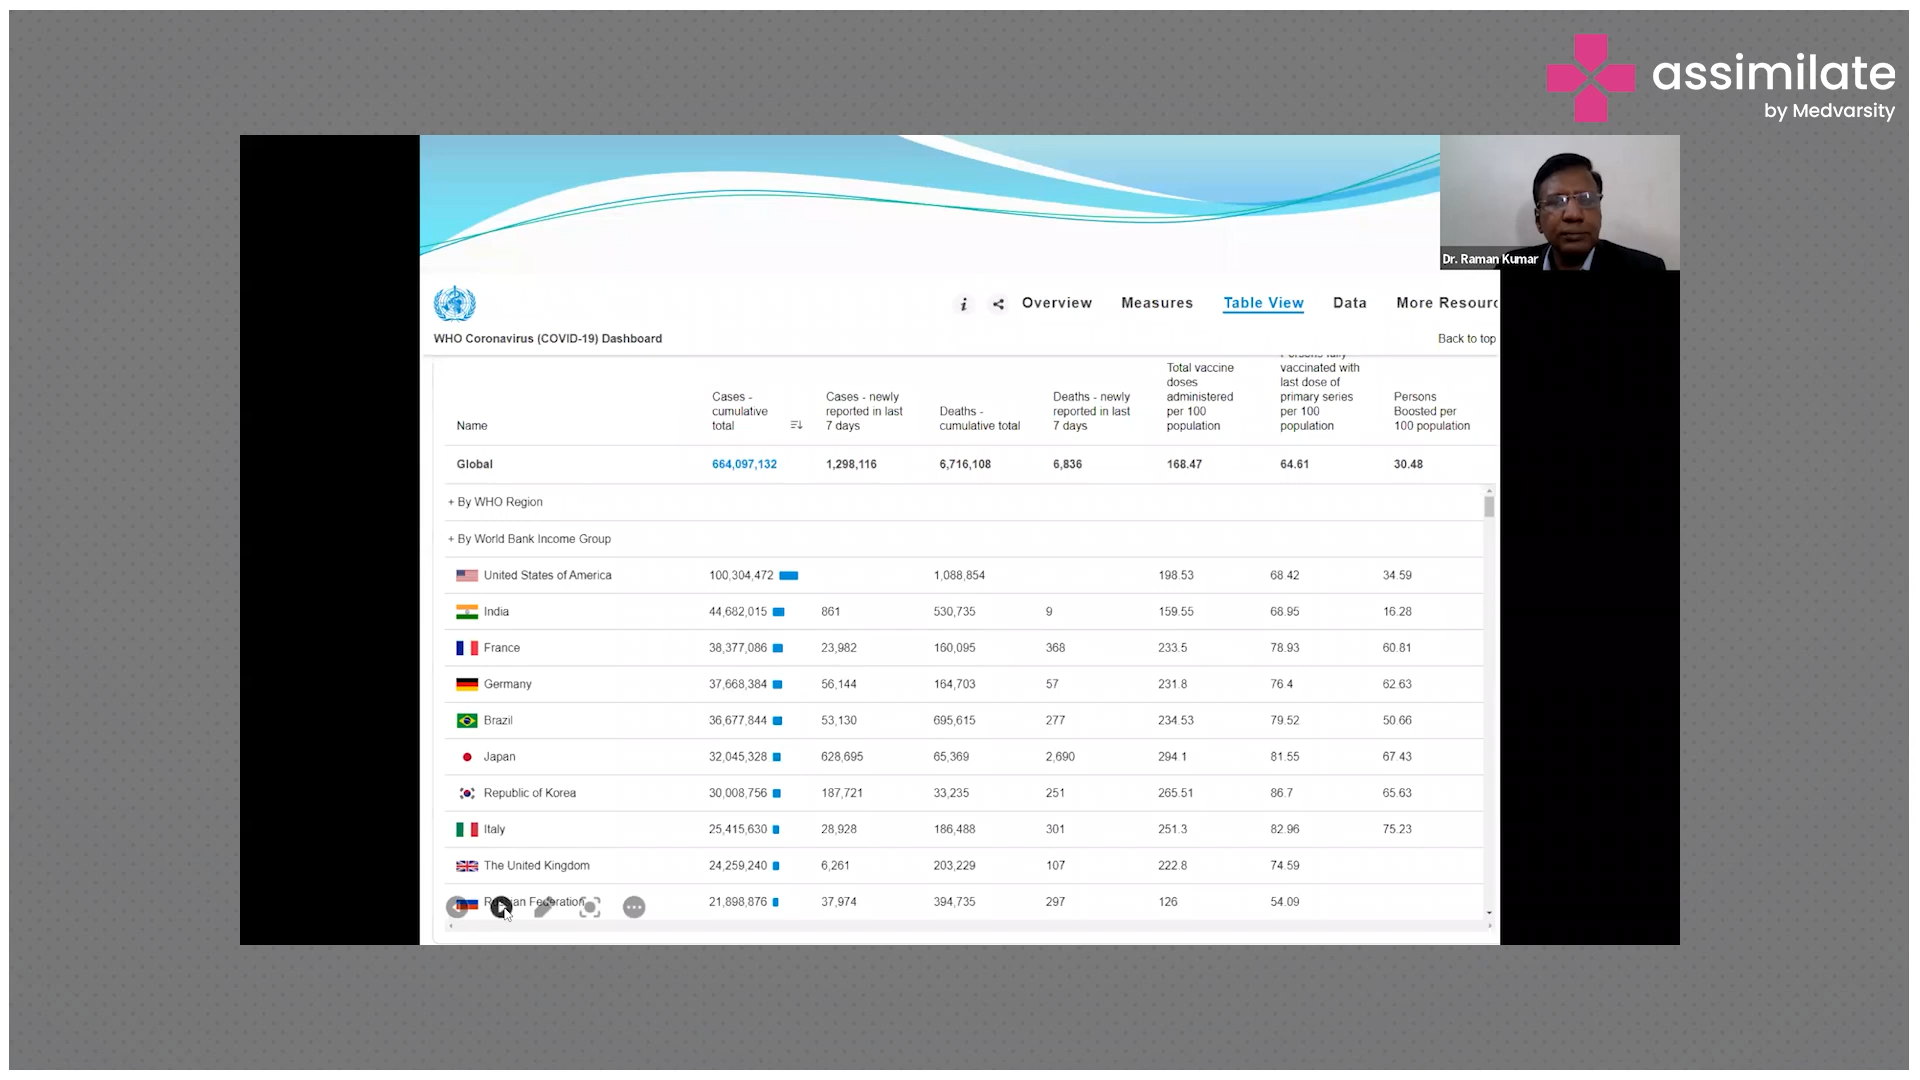 assimilate
by Medvarsity
Dr. Raman Kumar
i Overview Measures Table View Data More Resourc
WHO Coronavirus (COVID-19) Dashboard
Back to top
Name
Cases -
cumulative
total
Cases - newly
reported in last
7 days
Deaths -
cumulative total
Deaths - newly
reported in last
7 days
Total vaccine
doses
administered
per 100
population
Persons fully
vaccinated with
last dose of
primary series
per 100
population
Persons
Boosted per
100 population
Global 664,097,132 1,298,116 6,716,108 6,836 168.47 64.61 30.48
+ By WHO Region
+ By World Bank Income Group
United States of America 100,304,472 1,088,854 198.53 68.42 34.59
India 44,682,015 861 530,735 9 159.55 68.95 16.28
France 38,377,086 23,982 160,095 368 233.5 78.93 60.81
Germany 37,668,384 56,144 164,703 57 231.8 76.4 62.63
Brazil 36,677,844 53,130 695,615 277 234.53 79.52 50.66
Japan 32,045,328 628,695 65,369 2,690 294.1 81.55 67.43
Republic of Korea 30,008,756 187,721 33,235 251 265.51 86.7 65.63
Italy 25,415,630 28,928 186,488 301 251.3 82.96 75.23
The United Kingdom 24,259,240 6,261 203,229 107 222.8 74.59
Russian Federation 21,898,876 37,974 394,735 297 126 54.09